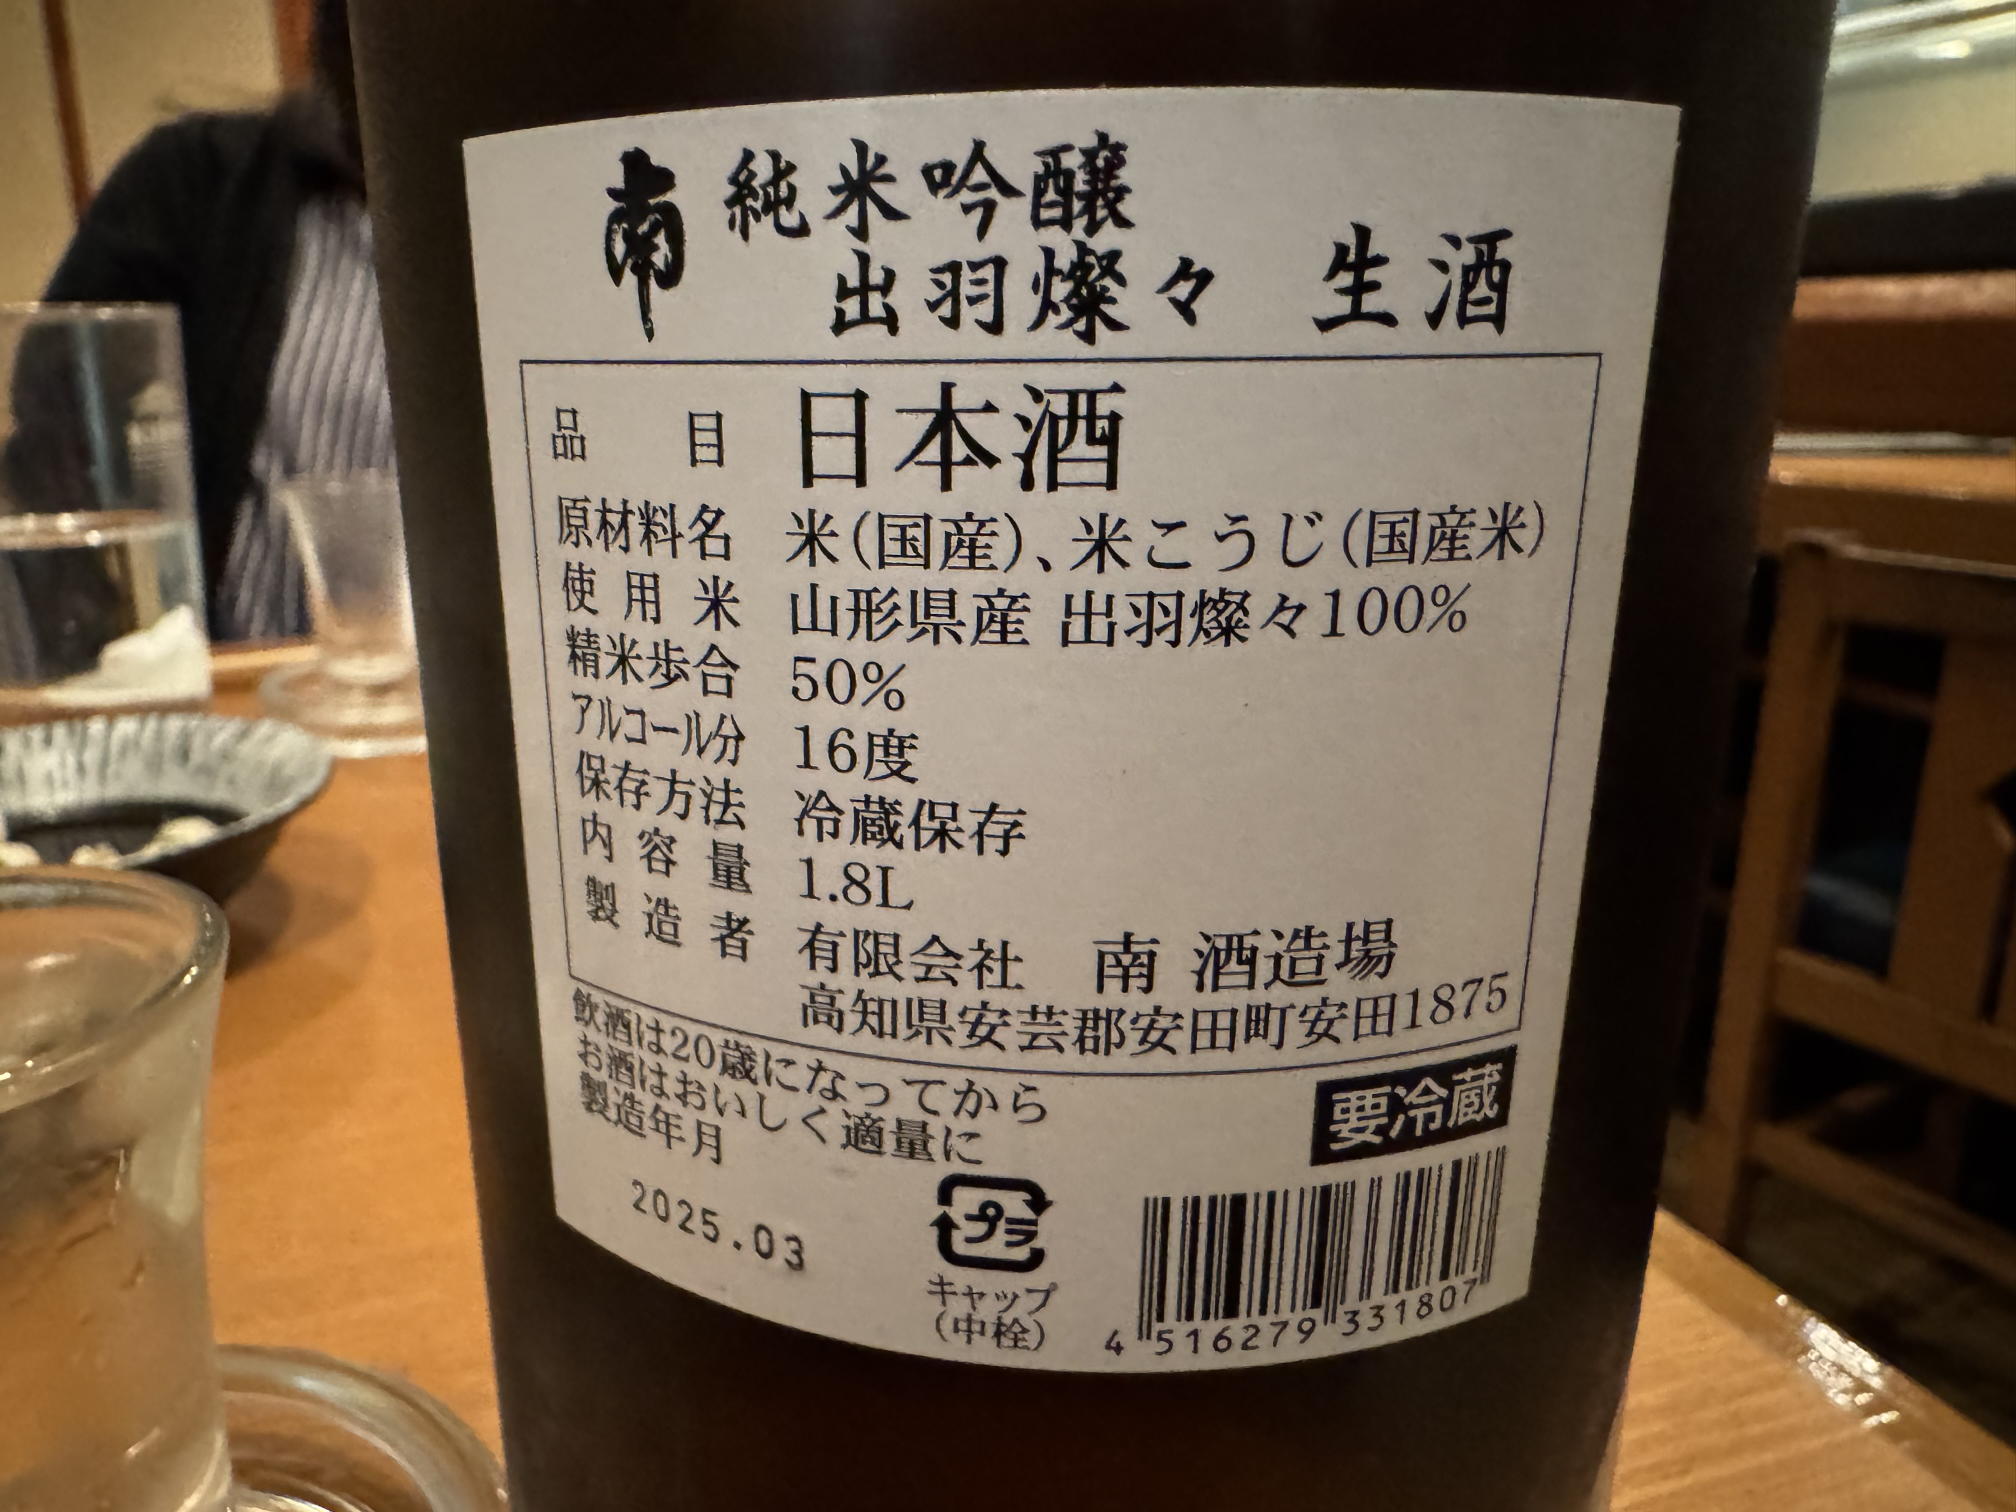 南 純米吟醸
出羽燦々 生酒
品目 日本酒
原材料名 米(国産)、米こうじ(国産米)
使用米 山形県産 出羽燦々100%
精米歩合 50%
アルコール分 16度
保存方法 冷蔵保存
内容量 1.8L
製造者 有限会社 南 酒造場
高知県安芸郡安田町安田1875
飲酒は20歳になってから
お酒はおいしく適量に
製造年月
要冷蔵
2025.03
プラ
キャップ
(中栓)
4 516279 331807